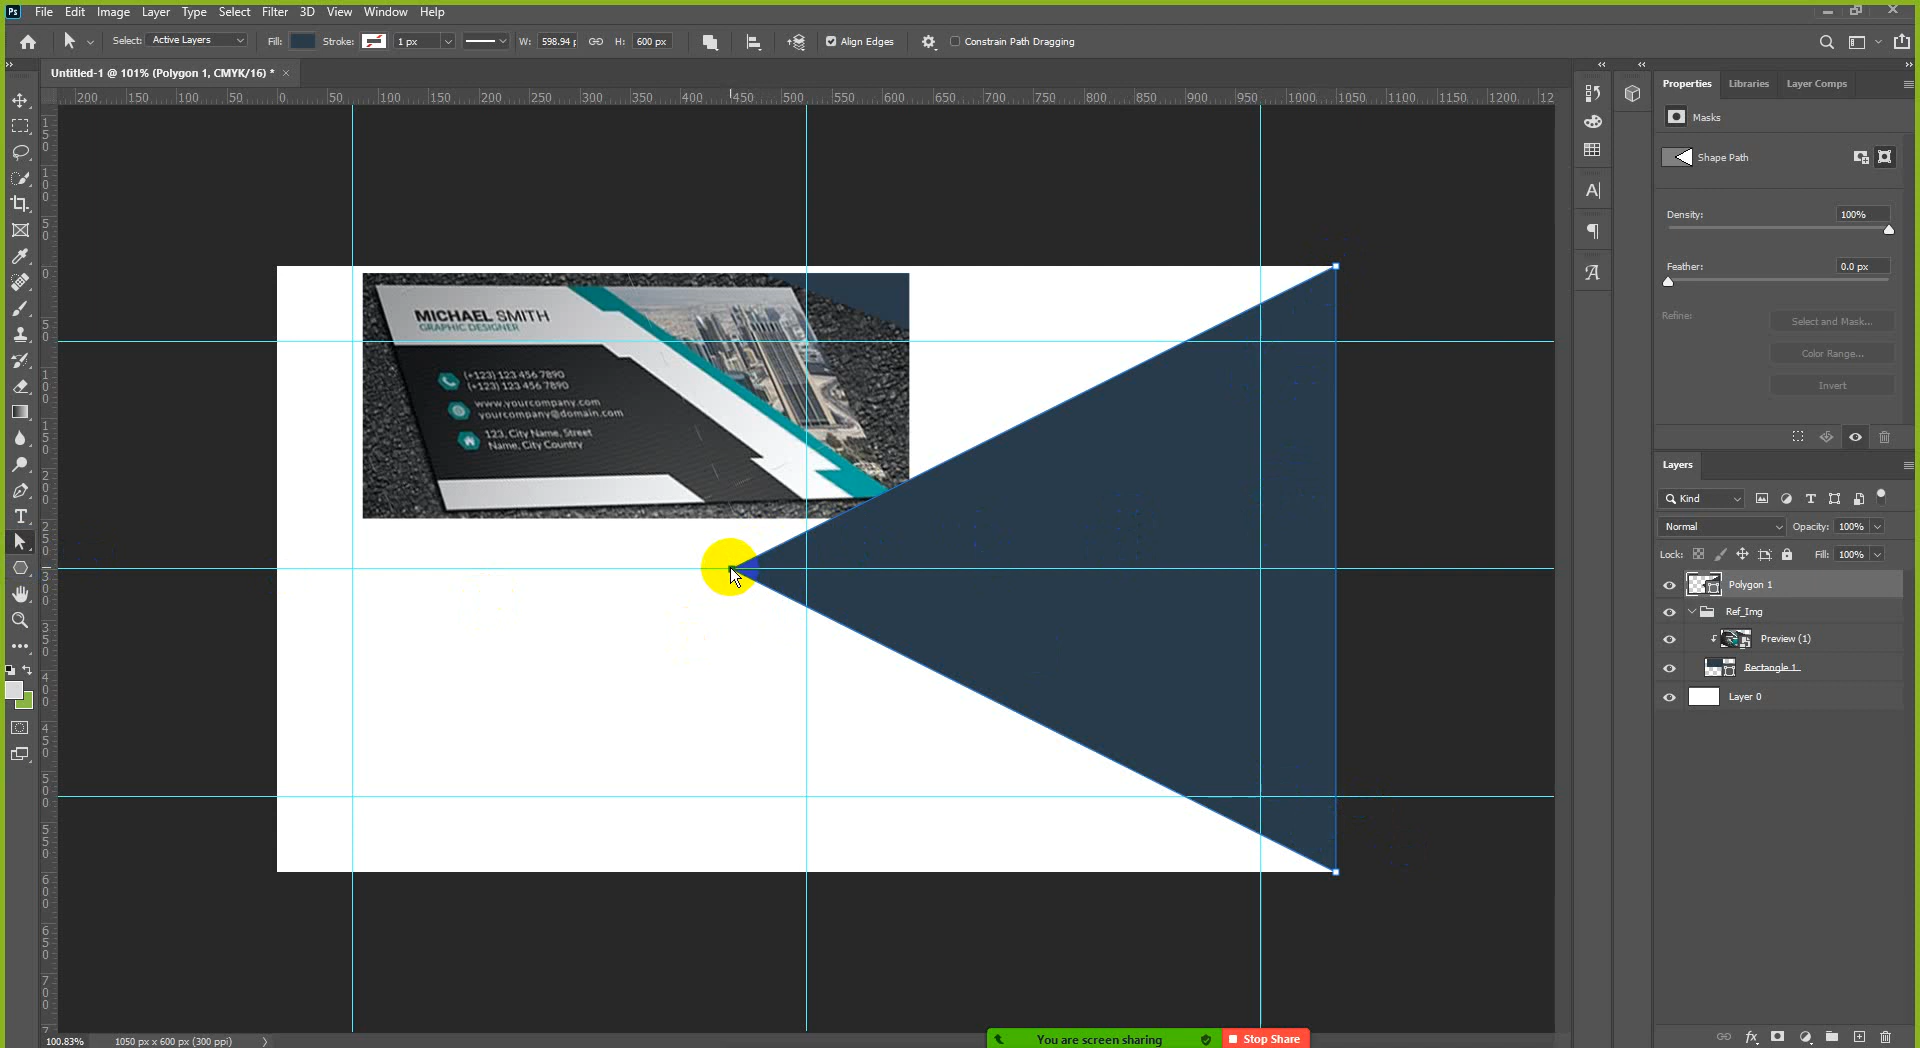 Ps File Edit Image Layer Type Select Filter 3D View Window Help
Select: Active Layers Fill: Stroke: 1 px W: 598.94 p H: 600 px Align Edges Constrain Path Dragging
Untitled-1 @ 101% (Polygon 1, CMYK/16) * ×
200 150 100 50 0 50 100 150 200 250 300 350 400 450 500 550 600 650 700 750 800 850 900 950 1000 1050 1100 1150 1200 12
MICHAEL SMITH
GRAPHIC DESIGNER
(+123) 123 456 7890
(+123) 123 456 7890
www.yourcompany.com
yourcompany@domain.com
123, City Name, Street
Name, City Country
Properties Libraries Layer Comps
Masks
Shape Path
Density: 100%
Feather: 0.0 px
Refine: Select and Mask...
Color Range...
Invert
Layers
Kind
Normal Opacity: 100%
Lock: Fill: 100%
Polygon 1
Ref_Img
Preview (1)
Rectangle 1
Layer 0
100.83% 1050 px x 600 px (300 ppi)
You are screen sharing Stop Share